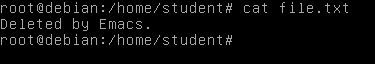 root@debian:/home/student# cat file.txt
Deleted by Emacs.
root@debian:/home/student#